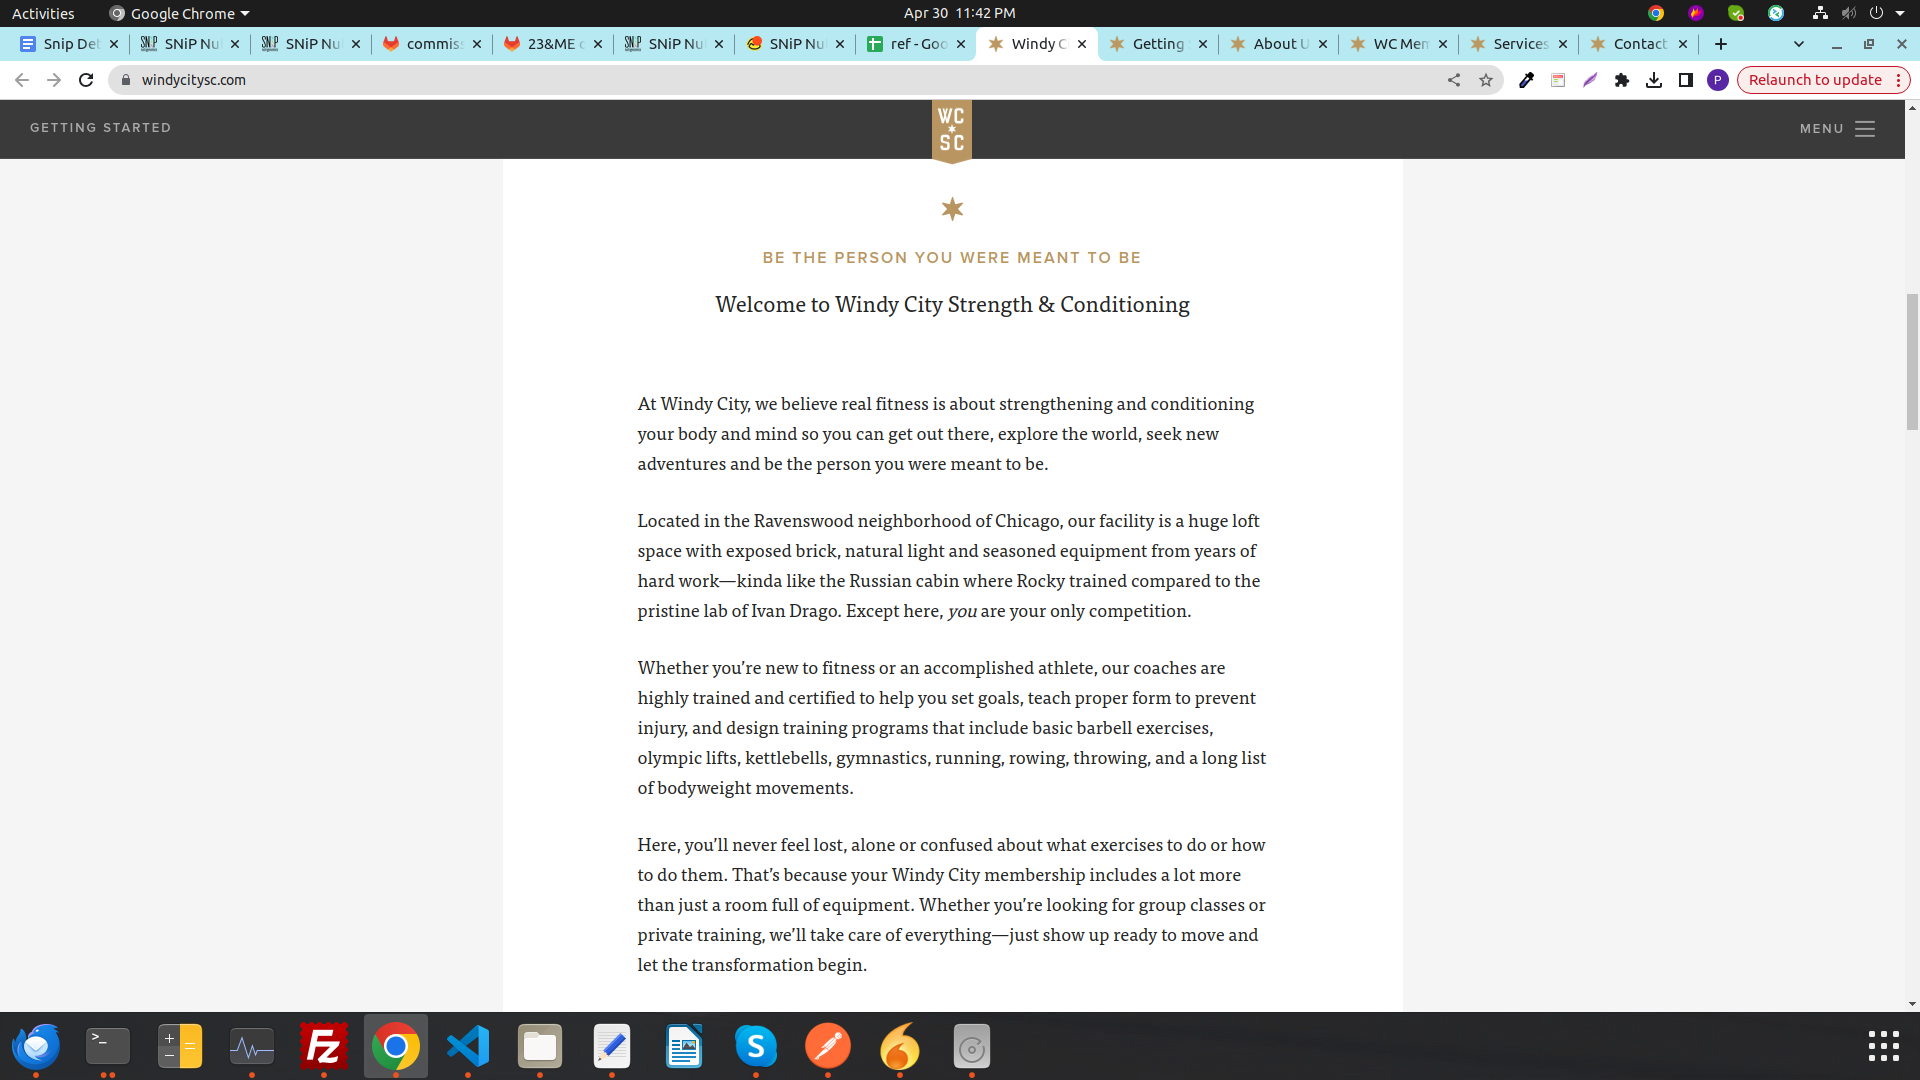 Activities
Google Chrome
Apr 30 11:42 PM
Snip De
SNiP Nu
SNiP Nu
commis
23&ME
SNiP Nu
SNiP Nu
ref - Goo
Windy C
Getting
About U
WC Mem
Services
Contact
windycitysc.com
P
Relaunch to update
GETTING STARTED
WC
SC
MENU
BE THE PERSON YOU WERE MEANT TO BE
Welcome to Windy City Strength & Conditioning
At Windy City, we believe real fitness is about strengthening and conditioning
your body and mind so you can get out there, explore the world, seek new
adventures and be the person you were meant to be.
Located in the Ravenswood neighborhood of Chicago, our facility is a huge loft
space with exposed brick, natural light and seasoned equipment from years of
hard work—kinda like the Russian cabin where Rocky trained compared to the
pristine lab of Ivan Drago. Except here, you are your only competition.
Whether you’re new to fitness or an accomplished athlete, our coaches are
highly trained and certified to help you set goals, teach proper form to prevent
injury, and design training programs that include basic barbell exercises,
olympic lifts, kettlebells, gymnastics, running, rowing, throwing, and a long list
of bodyweight movements.
Here, you’ll never feel lost, alone or confused about what exercises to do or how
to do them. That’s because your Windy City membership includes a lot more
than just a room full of equipment. Whether you’re looking for group classes or
private training, we’ll take care of everything—just show up ready to move and
let the transformation begin.